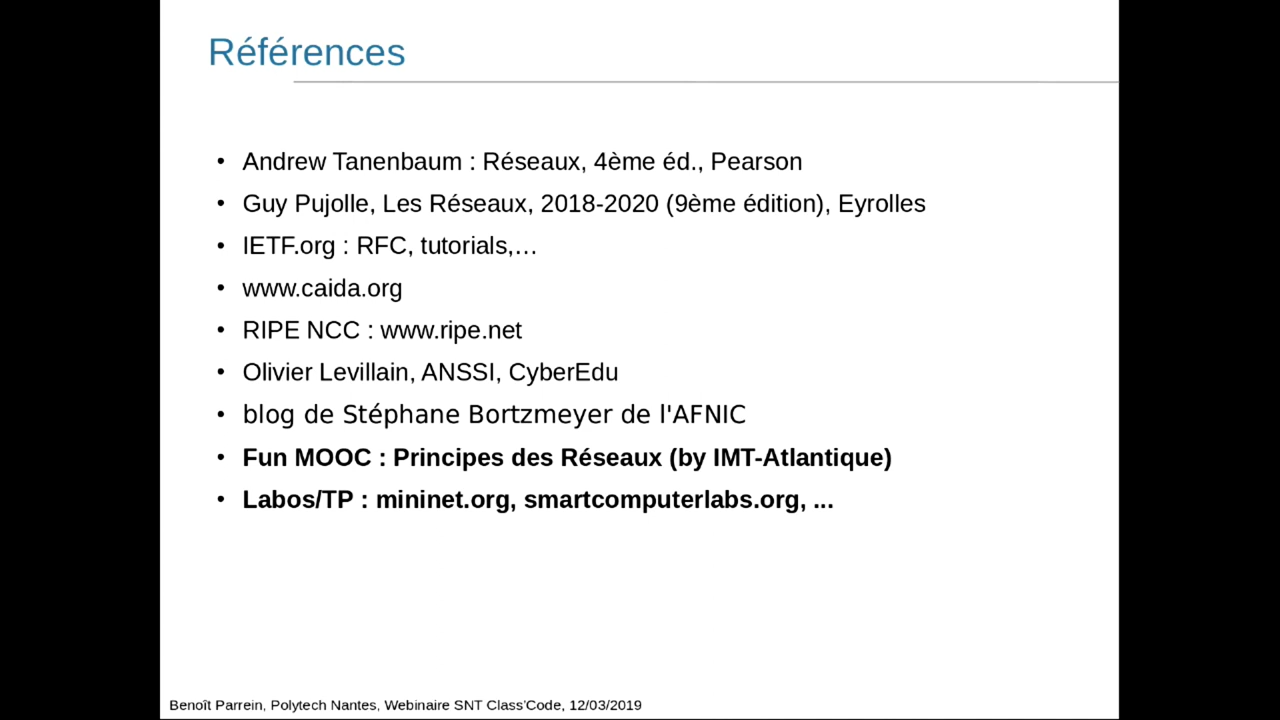 Références
• Andrew Tanenbaum : Réseaux, 4ème éd., Pearson
• Guy Pujolle, Les Réseaux, 2018-2020 (9ème édition), Eyrolles
• IETF.org : RFC, tutorials,…
• www.caida.org
• RIPE NCC : www.ripe.net
• Olivier Levillain, ANSSI, CyberEdu
• blog de Stéphane Bortzmeyer de l'AFNIC
• Fun MOOC : Principes des Réseaux (by IMT-Atlantique)
• Labos/TP : mininet.org, smartcomputerlabs.org, ...
Benoît Parrein, Polytech Nantes, Webinaire SNT Class'Code, 12/03/2019